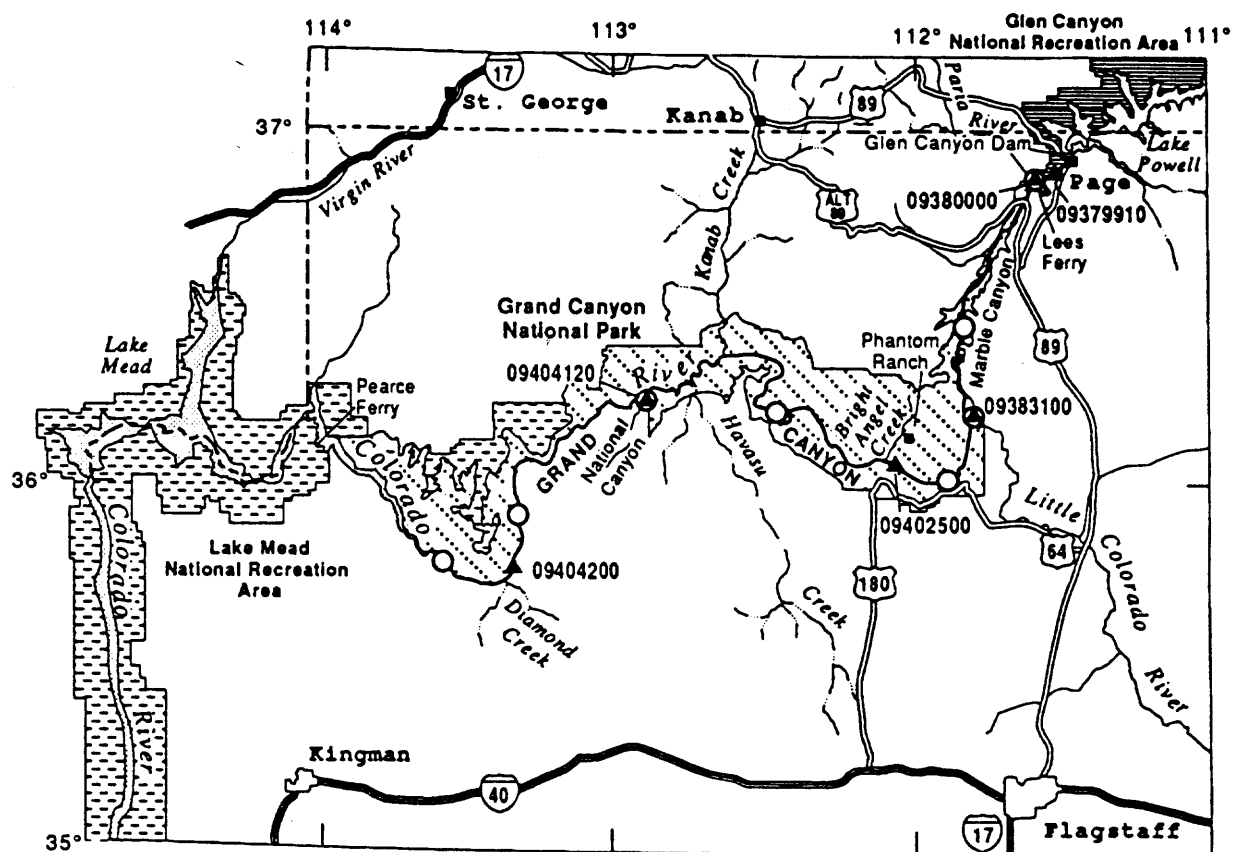 114°
113°
112°
111°
Glen Canyon
National Recreation Area
17
St. George
Kanab
89
Paria
River
37°
Glen Canyon Dam
Lake
Powell
Virgin River
Kanab
Creek
ALT
89
09380000
Page
09379910
Lees
Ferry
Grand Canyon
National Park
Marble Canyon
89
Lake
Mead
Phantom
Ranch
Pearce
Ferry
09404120
River
09383100
GRAND
CANYON
National
Canyon
Havasu
Creek
Bright
Angel
Creek
36°
Colorado
09402500
Little
Colorado
River
64
Lake Mead
National Recreation
Area
09404200
180
Diamond
Creek
Colorado
River
Kingman
40
17
Flagstaff
35°